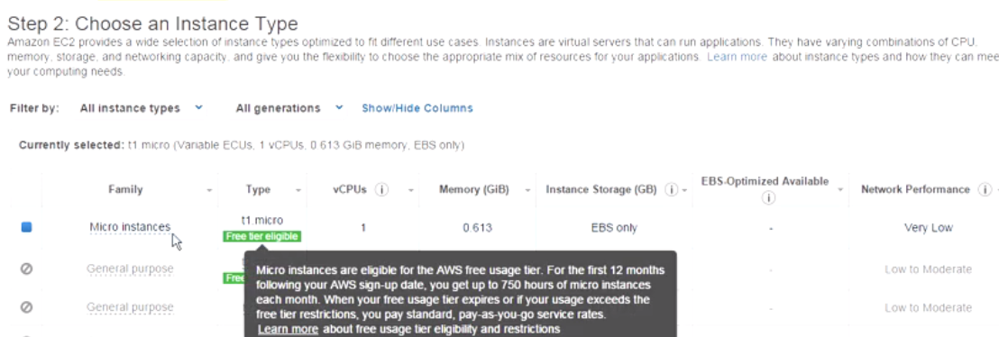 Step 2: Choose an Instance Type
Amazon EC2 provides a wide selection of instance types optimized to fit different use cases. Instances are virtual servers that can run applications. They have varying combinations of CPU,
memory, storage, and networking capacity, and give you the flexibility to choose the appropriate mix of resources for your applications. Learn more about instance types and how they can mee
your computing needs.
Filter by: All instance types All generations Show/Hide Columns
Currently selected: t1.micro (Variable ECUs, 1 vCPUs, 0.613 GiB memory, EBS only)
Family Type vCPUs Memory (GiB) Instance Storage (GB) EBS-Optimized Available Network Performance
Micro instances t1.micro 1 0.613 EBS only - Very Low
Free tier eligible
General purpose - Low to Moderate
Free
General purpose - Low to Moderate
Micro instances are eligible for the AWS free usage tier. For the first 12 months
following your AWS sign-up date, you get up to 750 hours of micro instances
each month. When your free usage tier expires or if your usage exceeds the
free tier restrictions, you pay standard, pay-as-you-go service rates.
Learn more about free usage tier eligibility and restrictions